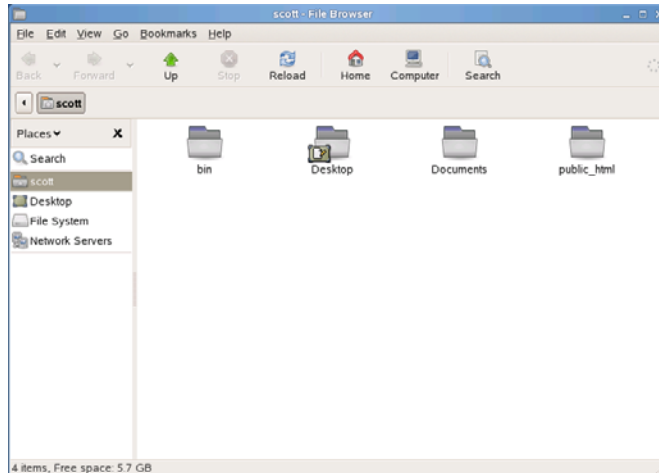 scott - File Browser
File Edit View Go Bookmarks Help
Back Forward Up Stop Reload Home Computer Search
scott
Places
Search
scott
Desktop
File System
Network Servers
bin Desktop Documents public_html
4 items, Free space: 5.7 GB